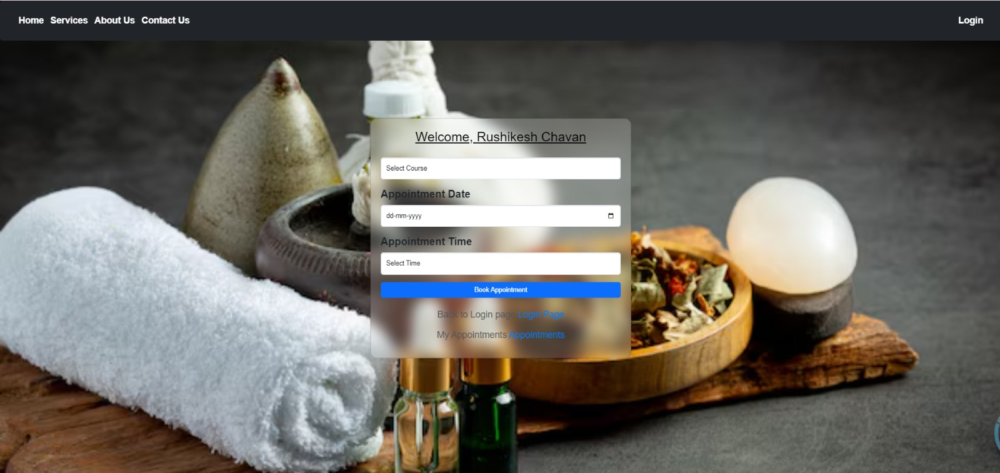 Home Services About Us Contact Us Login
Welcome, Rushikesh Chavan
Select Course
Appointment Date
dd-mm-yyyy
Appointment Time
Select Time
Book Appointment
Back to Login page Login Page
My Appointments Appointments